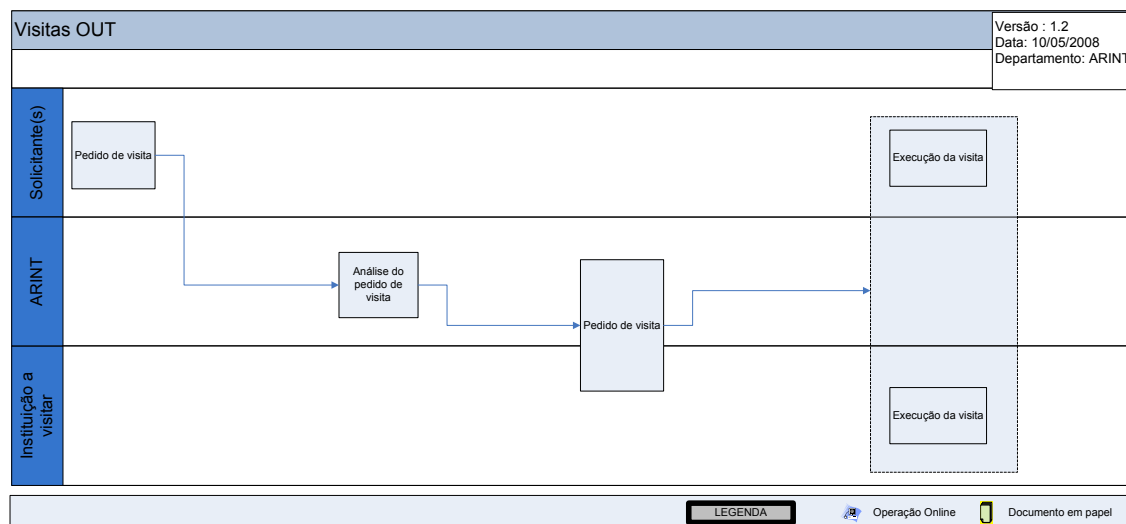 Visitas OUT
Versão : 1.2
Data: 10/05/2008
Departamento: ARINT
Solicitante(s)
Pedido de visita
Execução da visita
ARINT
Análise do
pedido de
visita
Pedido de visita
Instituição a
visitar
Execução da visita
LEGENDA
Operação Online
Documento em papel